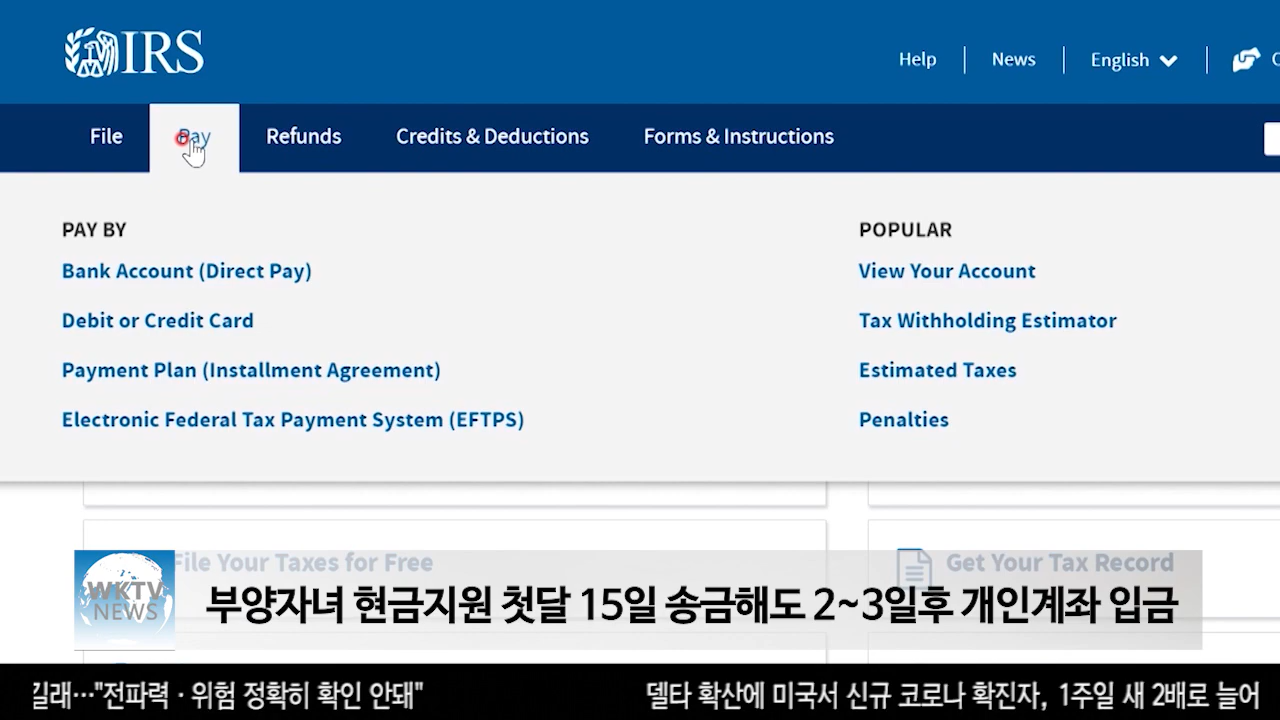 IRS
Help
News
English
File
Pay
Refunds
Credits & Deductions
Forms & Instructions
PAY BY
Bank Account (Direct Pay)
Debit or Credit Card
Payment Plan (Installment Agreement)
Electronic Federal Tax Payment System (EFTPS)
POPULAR
View Your Account
Tax Withholding Estimator
Estimated Taxes
Penalties
File Your Taxes for Free
Get Your Tax Record
WKTV
NEWS
부양자녀 현금지원 첫달 15일 송금해도 2~3일후 개인계좌 입금
길래…"전파력·위험 정확히 확인 안돼"
델타 확산에 미국서 신규 코로나 확진자, 1주일 새 2배로 늘어